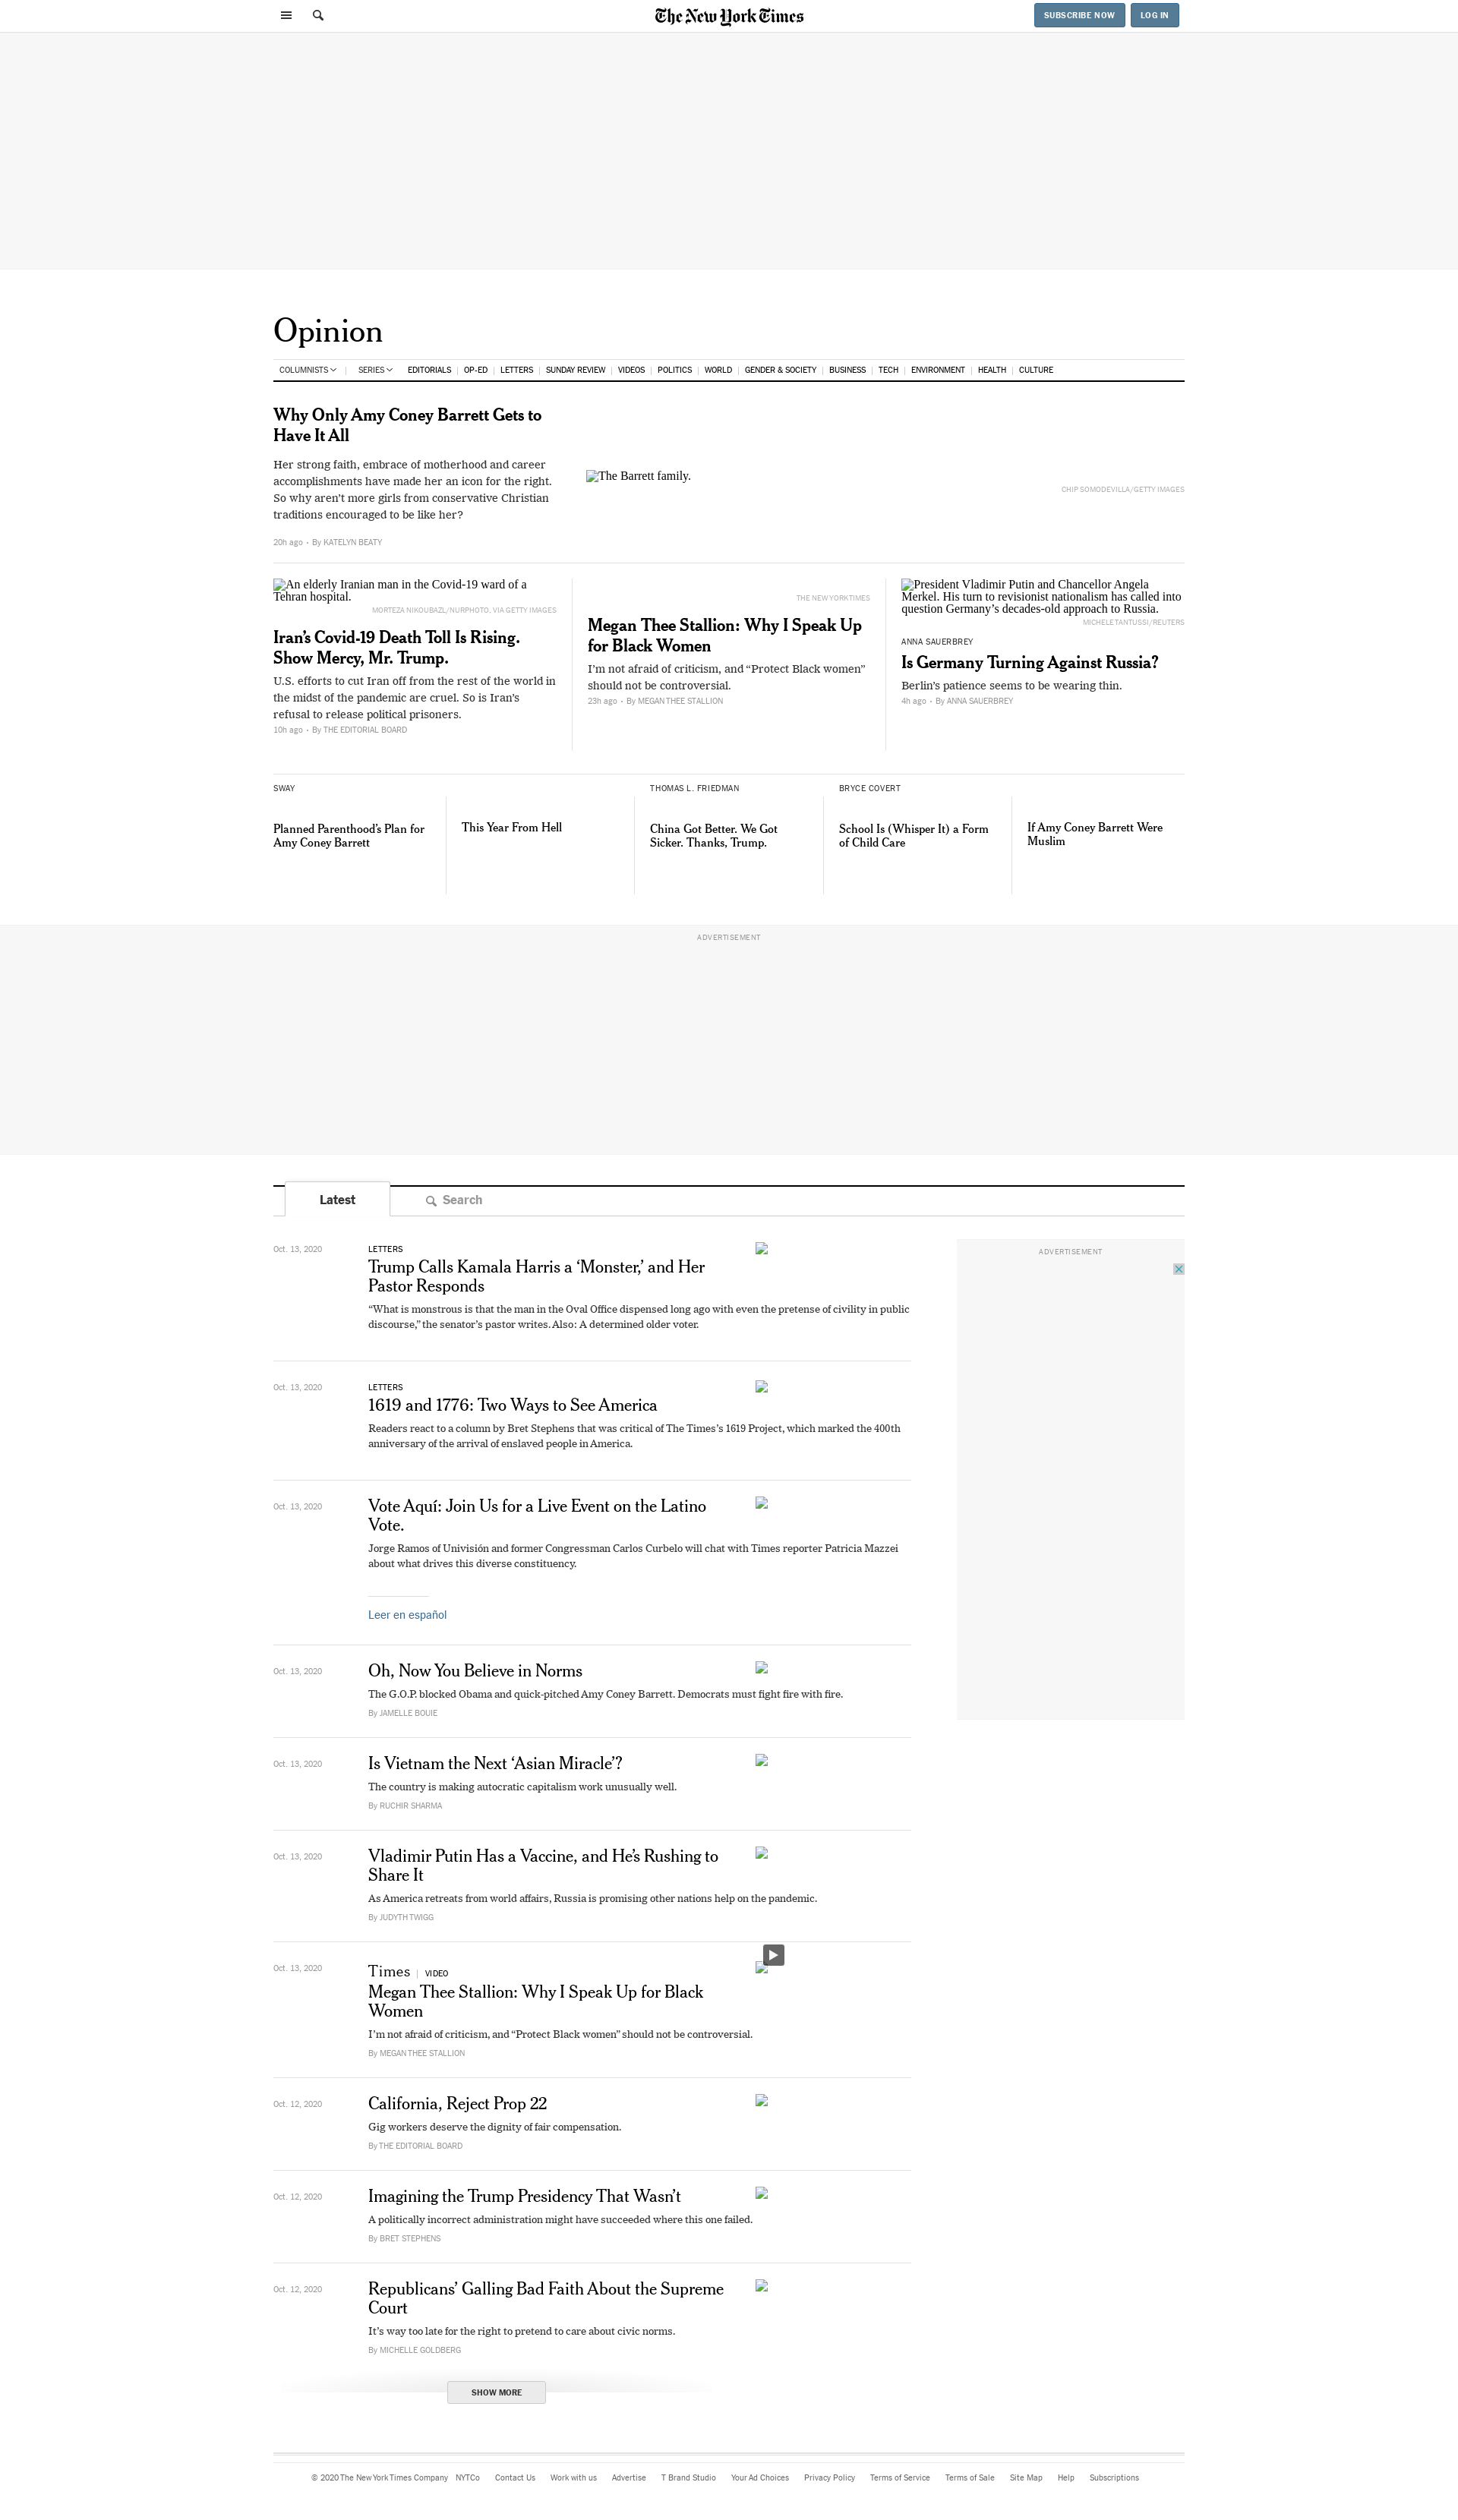 The New York Times
SUBSCRIBE NOW
LOG IN
Opinion
COLUMNISTS | SERIES EDITORIALS | OP-ED | LETTERS | SUNDAY REVIEW | VIDEOS | POLITICS | WORLD | GENDER & SOCIETY | BUSINESS | TECH | ENVIRONMENT | HEALTH | CULTURE
Why Only Amy Coney Barrett Gets to
Have It All
Her strong faith, embrace of motherhood and career
accomplishments have made her an icon for the right.
So why aren’t more girls from conservative Christian
traditions encouraged to be like her?
20h ago • By KATELYN BEATY
The Barrett family.
CHIP SOMODEVILLA/GETTY IMAGES
An elderly Iranian man in the Covid-19 ward of a
Tehran hospital.
MORTEZA NIKOUBAZL/NURPHOTO, VIA GETTY IMAGES
Iran’s Covid-19 Death Toll Is Rising.
Show Mercy, Mr. Trump.
U.S. efforts to cut Iran off from the rest of the world in
the midst of the pandemic are cruel. So is Iran’s
refusal to release political prisoners.
10h ago • By THE EDITORIAL BOARD
THE NEW YORK TIMES
Megan Thee Stallion: Why I Speak Up
for Black Women
I’m not afraid of criticism, and “Protect Black women”
should not be controversial.
23h ago • By MEGAN THEE STALLION
President Vladimir Putin and Chancellor Angela
Merkel. His turn to revisionist nationalism has called into
question Germany’s decades-old approach to Russia.
MICHELE TANTUSSI/REUTERS
ANNA SAUERBREY
Is Germany Turning Against Russia?
Berlin’s patience seems to be wearing thin.
4h ago • By ANNA SAUERBREY
SWAY
Planned Parenthood’s Plan for
Amy Coney Barrett
This Year From Hell
THOMAS L. FRIEDMAN
China Got Better. We Got
Sicker. Thanks, Trump.
BRYCE COVERT
School Is (Whisper It) a Form
of Child Care
If Amy Coney Barrett Were
Muslim
ADVERTISEMENT
Latest
Search
ADVERTISEMENT
Oct. 13, 2020
LETTERS
Trump Calls Kamala Harris a ‘Monster,’ and Her
Pastor Responds
“What is monstrous is that the man in the Oval Office dispensed long ago with even the pretense of civility in public
discourse,” the senator’s pastor writes. Also: A determined older voter.
Oct. 13, 2020
LETTERS
1619 and 1776: Two Ways to See America
Readers react to a column by Bret Stephens that was critical of The Times’s 1619 Project, which marked the 400th
anniversary of the arrival of enslaved people in America.
Oct. 13, 2020
Vote Aquí: Join Us for a Live Event on the Latino
Vote.
Jorge Ramos of Univisión and former Congressman Carlos Curbelo will chat with Times reporter Patricia Mazzei
about what drives this diverse constituency.
Leer en español
Oct. 13, 2020
Oh, Now You Believe in Norms
The G.O.P. blocked Obama and quick-pitched Amy Coney Barrett. Democrats must fight fire with fire.
By JAMELLE BOUIE
Oct. 13, 2020
Is Vietnam the Next ‘Asian Miracle’?
The country is making autocratic capitalism work unusually well.
By RUCHIR SHARMA
Oct. 13, 2020
Vladimir Putin Has a Vaccine, and He’s Rushing to
Share It
As America retreats from world affairs, Russia is promising other nations help on the pandemic.
By JUDYTH TWIGG
Oct. 13, 2020
Times | VIDEO
Megan Thee Stallion: Why I Speak Up for Black
Women
I’m not afraid of criticism, and “Protect Black women” should not be controversial.
By MEGAN THEE STALLION
Oct. 12, 2020
California, Reject Prop 22
Gig workers deserve the dignity of fair compensation.
By THE EDITORIAL BOARD
Oct. 12, 2020
Imagining the Trump Presidency That Wasn’t
A politically incorrect administration might have succeeded where this one failed.
By BRET STEPHENS
Oct. 12, 2020
Republicans’ Galling Bad Faith About the Supreme
Court
It’s way too late for the right to pretend to care about civic norms.
By MICHELLE GOLDBERG
SHOW MORE
© 2020 The New York Times Company NYTCo Contact Us Work with us Advertise T Brand Studio Your Ad Choices Privacy Policy Terms of Service Terms of Sale Site Map Help Subscriptions